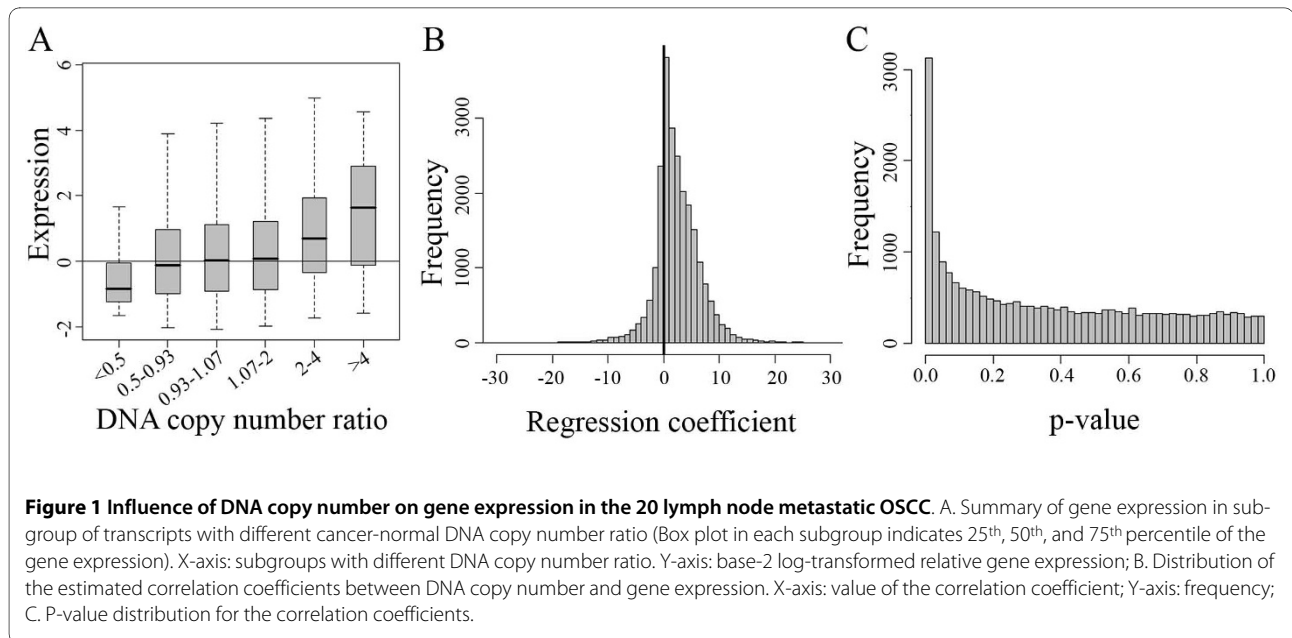 A
Expression
6
4
2
0
-2
<0.5
0.5-0.93
0.93-1.07
1.07-2
2-4
>4
DNA copy number ratio
B
Frequency
3000
2000
1000
0
-30
-20
-10
0
10
20
30
Regression coefficient
C
Frequency
3000
2000
1000
0
0.0
0.2
0.4
0.6
0.8
1.0
p-value
Figure 1 Influence of DNA copy number on gene expression in the 20 lymph node metastatic OSCC. A. Summary of gene expression in sub-
group of transcripts with different cancer-normal DNA copy number ratio (Box plot in each subgroup indicates 25th, 50th, and 75th percentile of the
gene expression). X-axis: subgroups with different DNA copy number ratio. Y-axis: base-2 log-transformed relative gene expression; B. Distribution of
the estimated correlation coefficients between DNA copy number and gene expression. X-axis: value of the correlation coefficient; Y-axis: frequency;
C. P-value distribution for the correlation coefficients.